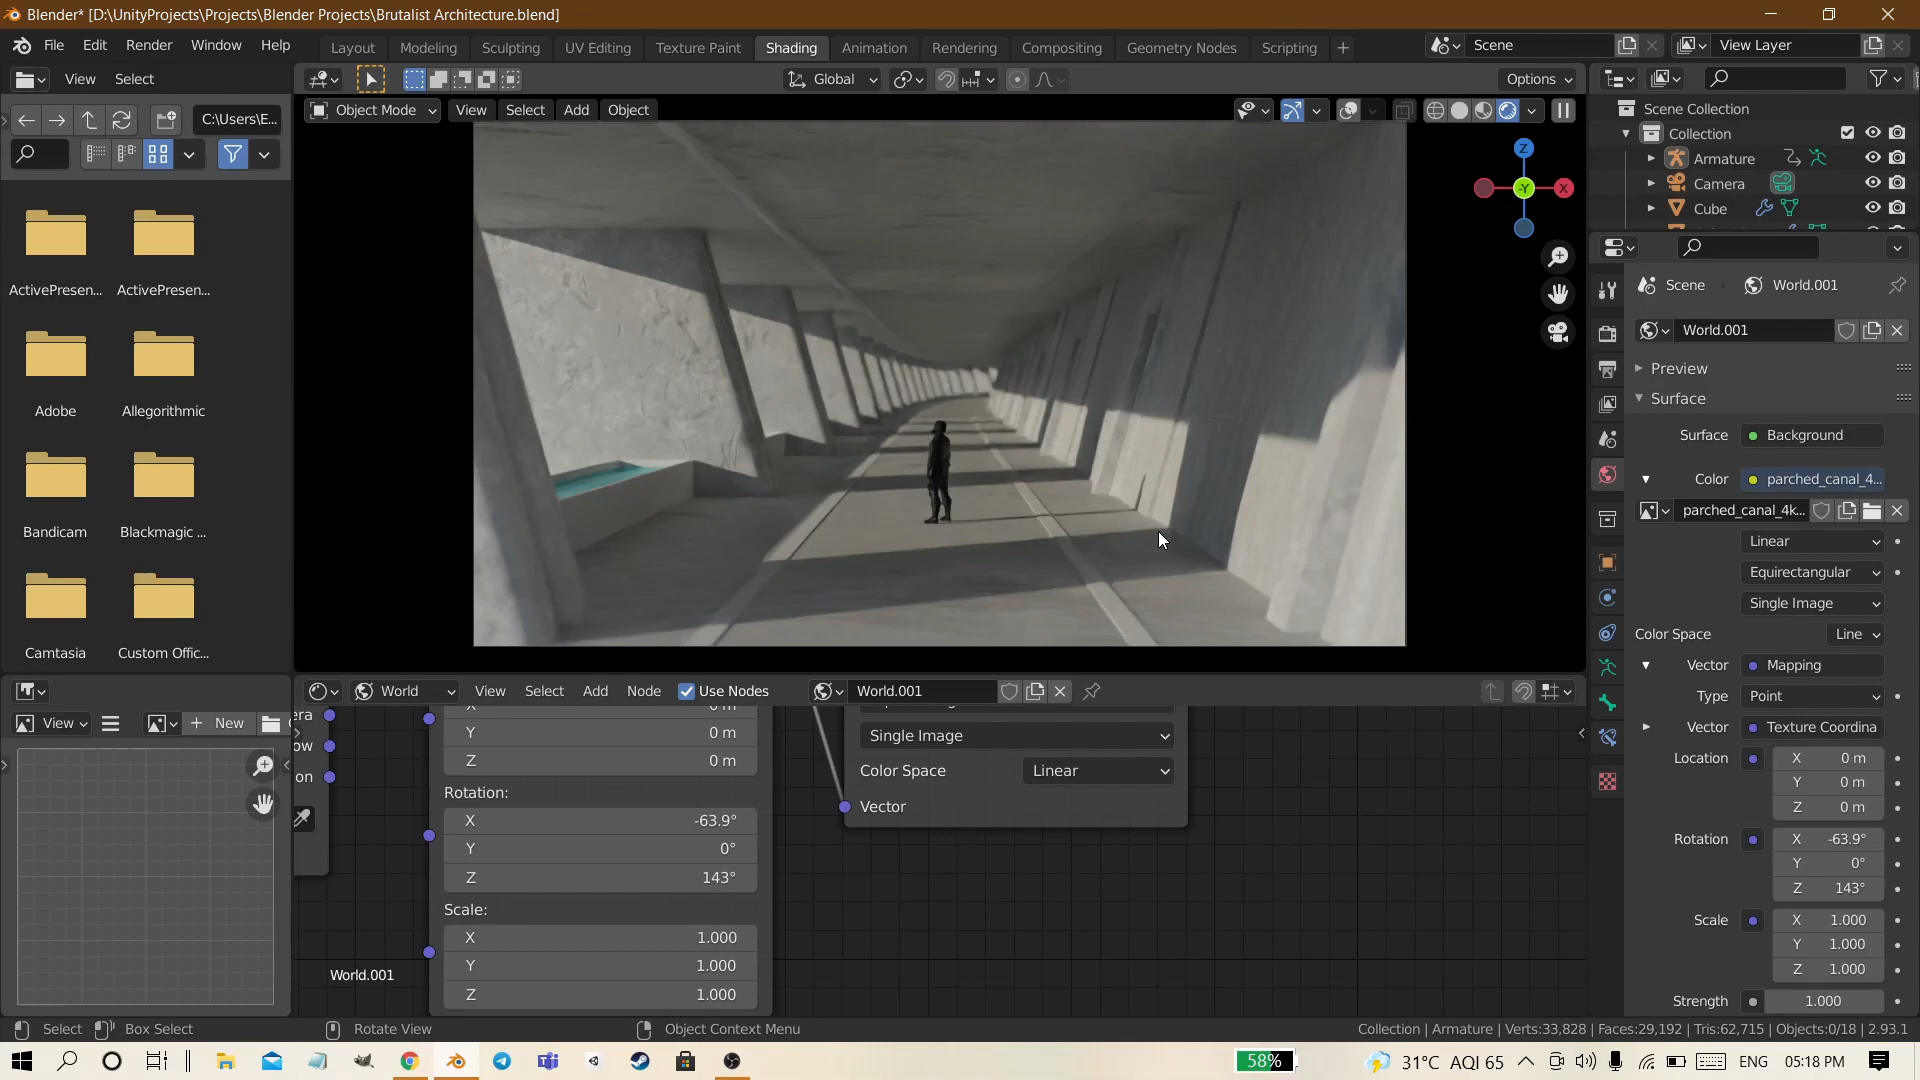 Blender* [D:\UnityProjects\Projects\Blender Projects\Brutalist Architecture.blend]
File Edit Render Window Help
Layout Modeling Sculpting UV Editing Texture Paint Shading Animation Rendering Compositing Geometry Nodes Scripting
Scene
View Layer
View Select
Global
Options
C:\Users\E...
Object Mode
View Select Add Object
Scene Collection
Collection
Armature
Camera
Cube
Z
-Y
X
ActivePresen...
ActivePresen...
Adobe
Allegorithmic
Bandicam
Blackmagic ...
Camtasia
Custom Offic...
Scene
World.001
World.001
Preview
Surface
Surface
Background
Color
parched_canal_4...
parched_canal_4k...
Linear
Equirectangular
Single Image
Color Space
Line
Vector
Mapping
Type
Point
Vector
Texture Coordina
Location
X 0 m
Y 0 m
Z 0 m
Rotation
X -63.9°
Y 0°
Z 143°
Scale
X 1.000
Y 1.000
Z 1.000
Strength
1.000
World
View Select Add Node
Use Nodes
World.001
View
New
era
ow
on
Y 0 m
Z 0 m
Rotation:
X -63.9°
Y 0°
Z 143°
Scale:
X 1.000
Y 1.000
Z 1.000
World.001
Single Image
Color Space
Linear
Vector
Select
Box Select
Rotate View
Object Context Menu
Collection | Armature | Verts:33,828 | Faces:29,192 | Tris:62,715 | Objects:0/18 | 2.93.1
58%
31°C AQI 65
ENG
05:18 PM